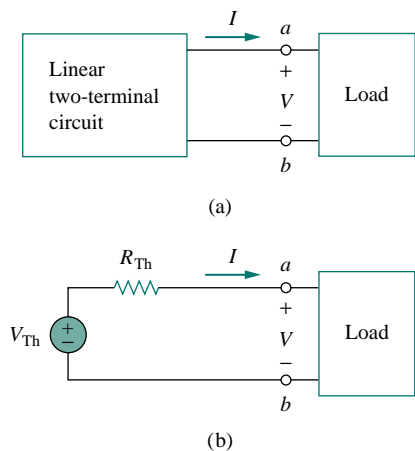 I
a
Linear
two-terminal
circuit
+
V
−
Load
b
(a)
R_Th
I
a
V_Th
+
−
+
V
−
Load
b
(b)